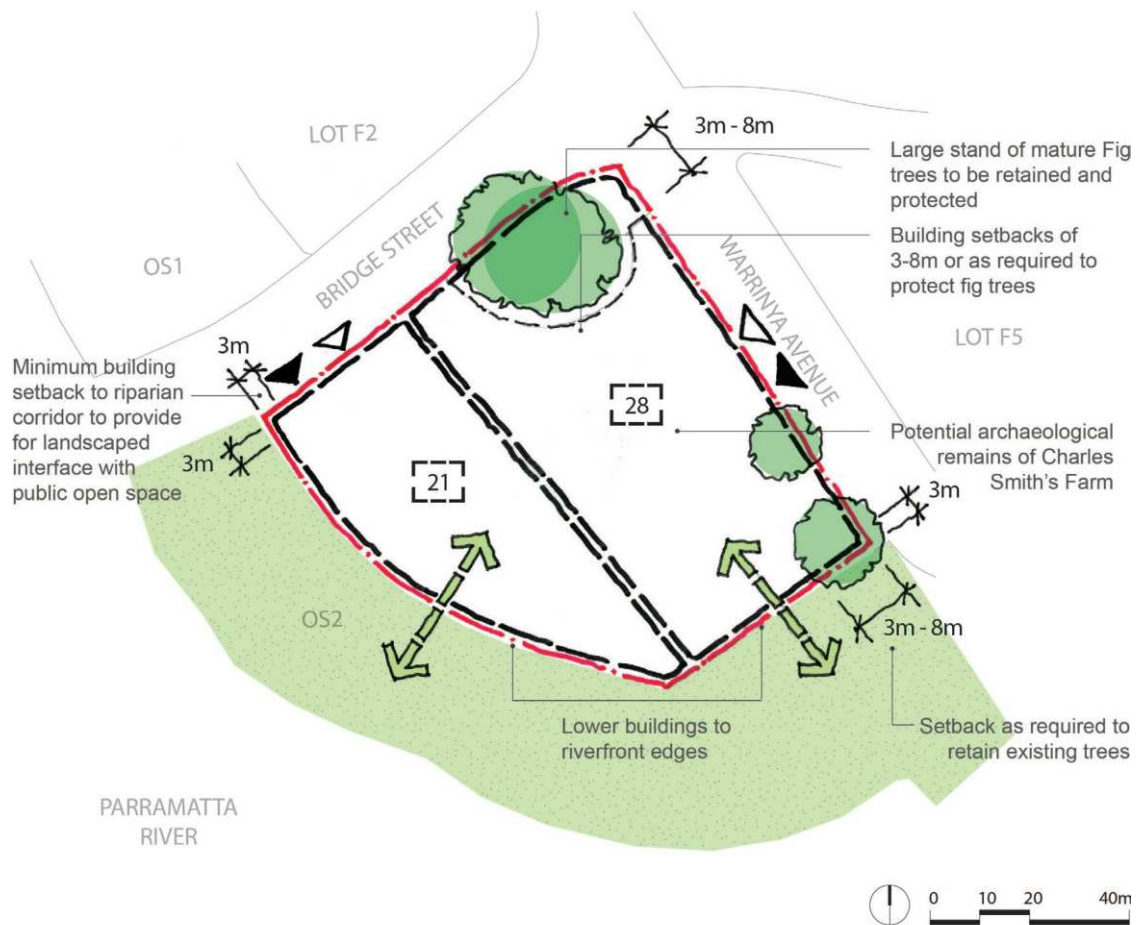 LOT F2
3m - 8m
Large stand of mature Fig
trees to be retained and
protected
BRIDGE STREET
OS1
Building setbacks of
3-8m or as required to
protect fig trees
WARRINYA AVENUE
LOT F5
3m
Minimum building
setback to riparian
corridor to provide
for landscaped
interface with
public open space
3m
28
21
Potential archaeological
remains of Charles
Smith's Farm
3m
OS2
3m - 8m
Lower buildings to
riverfront edges
Setback as required to
retain existing trees
PARRAMATTA
RIVER
0 10 20 40m